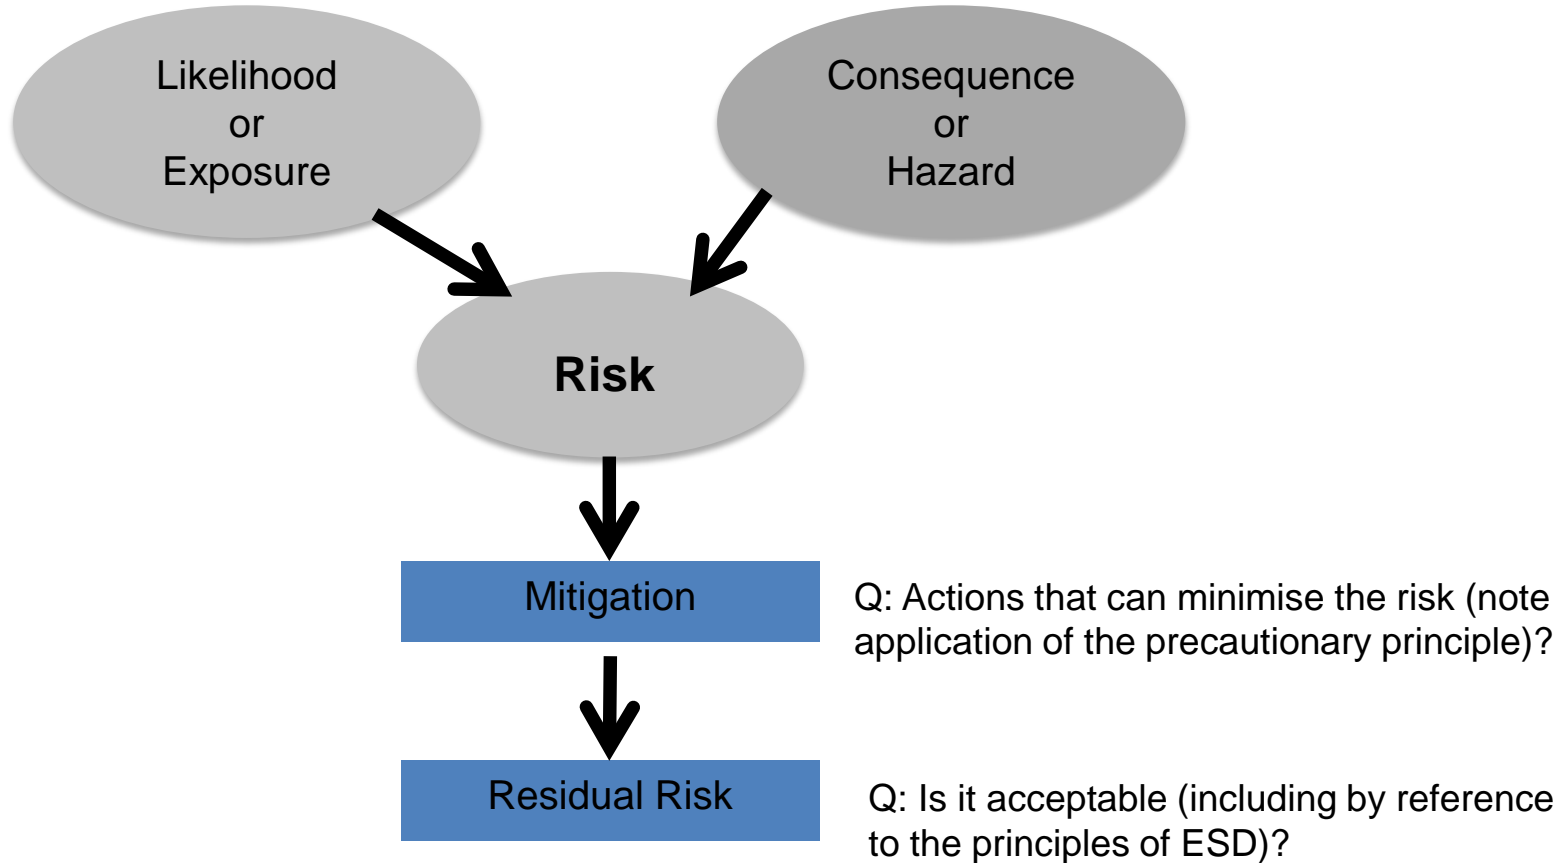 Likelihood
or
Exposure
Consequence
or
Hazard
Risk
Mitigation
Q: Actions that can minimise the risk (note
application of the precautionary principle)?
Residual Risk
Q: Is it acceptable (including by reference
to the principles of ESD)?